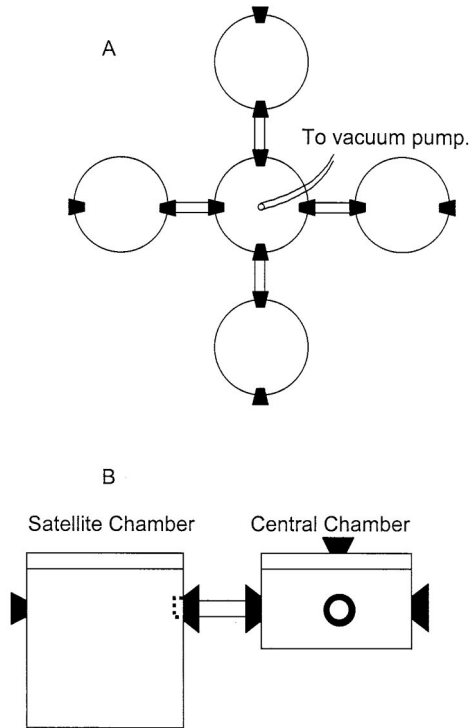 A
To vacuum pump.
B
Satellite Chamber
Central Chamber